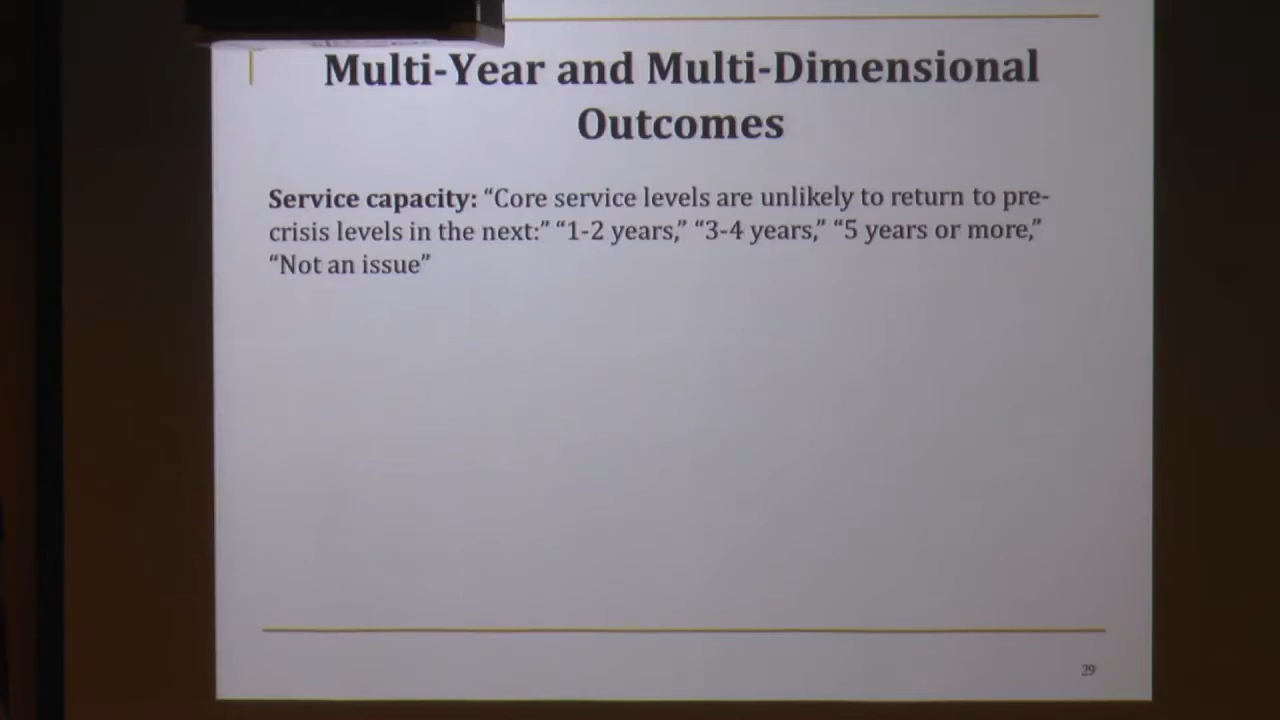 Multi-Year and Multi-Dimensional
Outcomes
Service capacity: “Core service levels are unlikely to return to pre-
crisis levels in the next:” “1-2 years,” “3-4 years,” “5 years or more,”
“Not an issue”
29